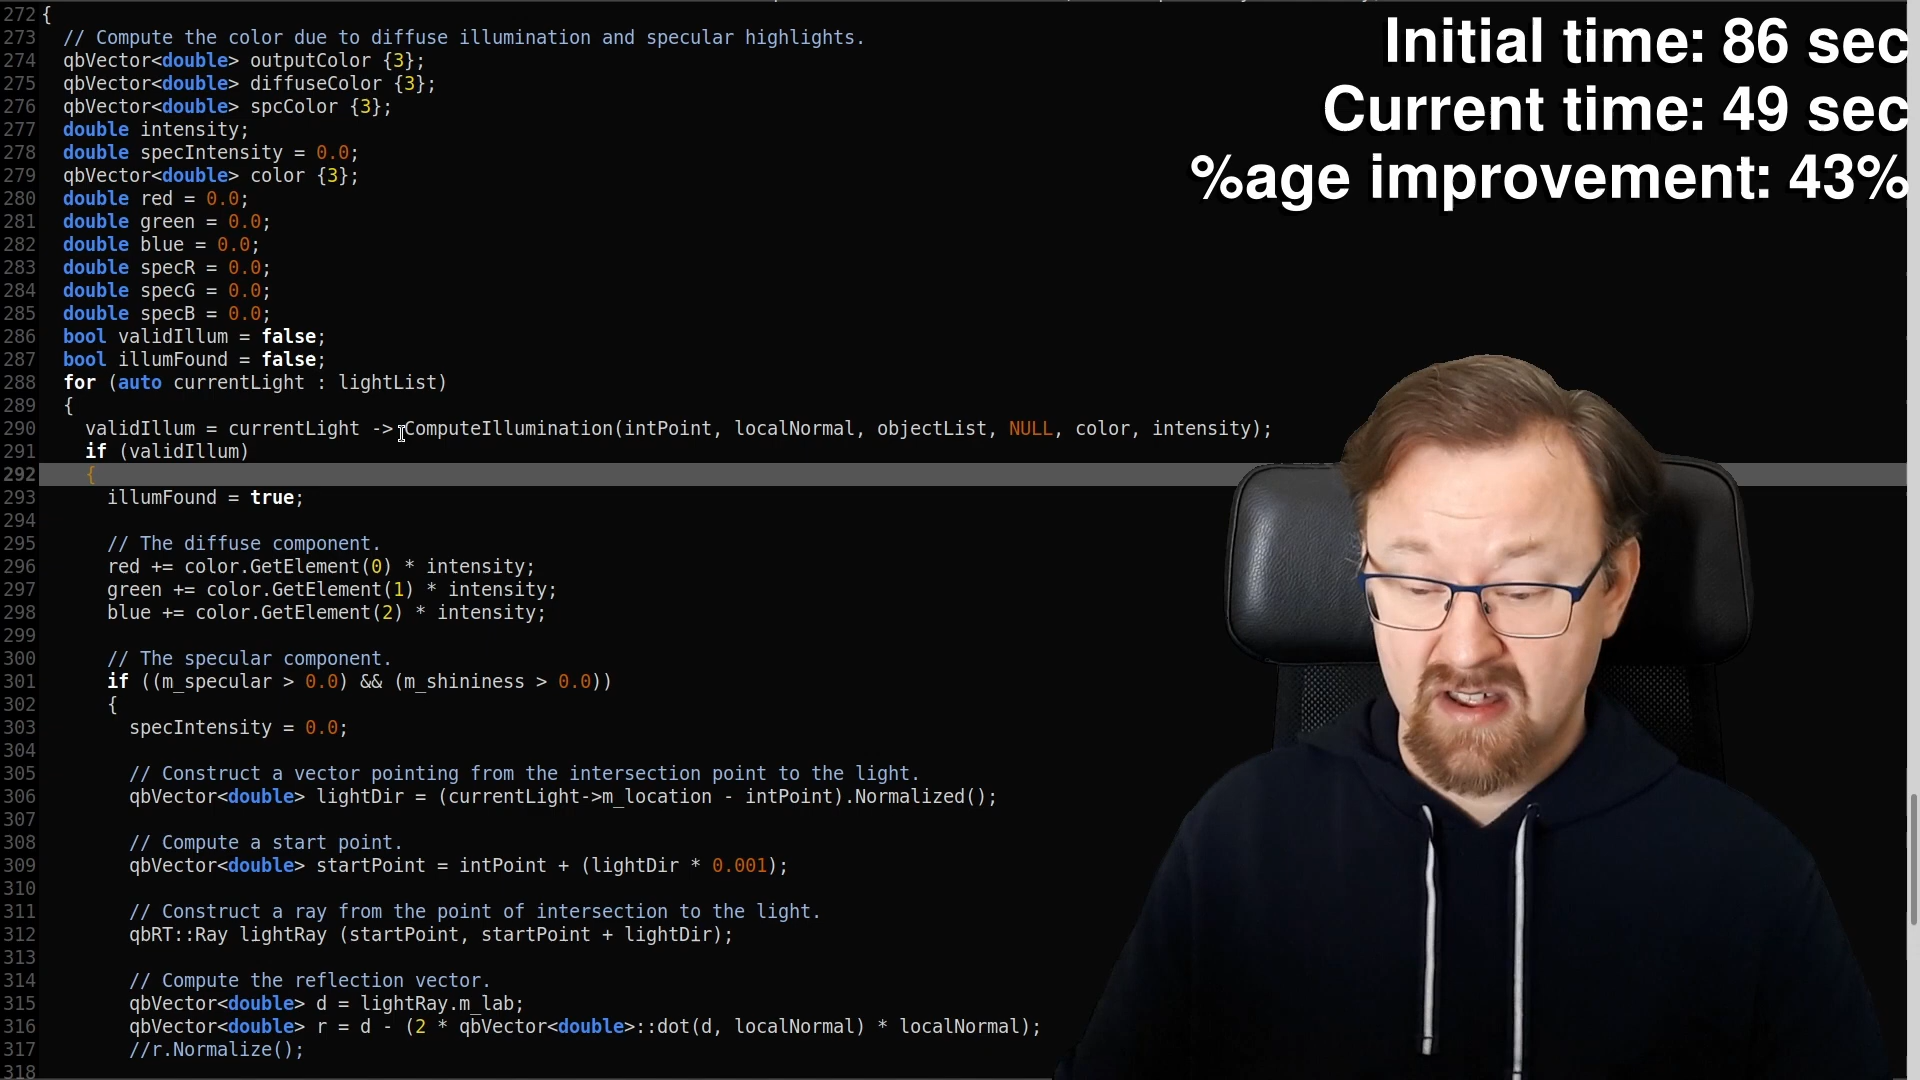 272 {
273 // Compute the color due to diffuse illumination and specular highlights.
274 qbVector<double> outputColor {3};
275 qbVector<double> diffuseColor {3};
276 qbVector<double> spcColor {3};
277 double intensity;
278 double specIntensity = 0.0;
279 qbVector<double> color {3};
280 double red = 0.0;
281 double green = 0.0;
282 double blue = 0.0;
283 double specR = 0.0;
284 double specG = 0.0;
285 double specB = 0.0;
286 bool validIllum = false;
287 bool illumFound = false;
288 for (auto currentLight : lightList)
289 {
290 validIllum = currentLight -> ComputeIllumination(intPoint, localNormal, objectList, NULL, color, intensity);
291 if (validIllum)
292 {
293 illumFound = true;
294
295 // The diffuse component.
296 red += color.GetElement(0) * intensity;
297 green += color.GetElement(1) * intensity;
298 blue += color.GetElement(2) * intensity;
299
300 // The specular component.
301 if ((m_specular > 0.0) && (m_shininess > 0.0))
302 {
303 specIntensity = 0.0;
304
305 // Construct a vector pointing from the intersection point to the light.
306 qbVector<double> lightDir = (currentLight->m_location - intPoint).Normalized();
307
308 // Compute a start point.
309 qbVector<double> startPoint = intPoint + (lightDir * 0.001);
310
311 // Construct a ray from the point of intersection to the light.
312 qbRT::Ray lightRay (startPoint, startPoint + lightDir);
313
314 // Compute the reflection vector.
315 qbVector<double> d = lightRay.m_lab;
316 qbVector<double> r = d - (2 * qbVector<double>::dot(d, localNormal) * localNormal);
317 //r.Normalize();
318
Initial time: 86 sec
Current time: 49 sec
%age improvement: 43%